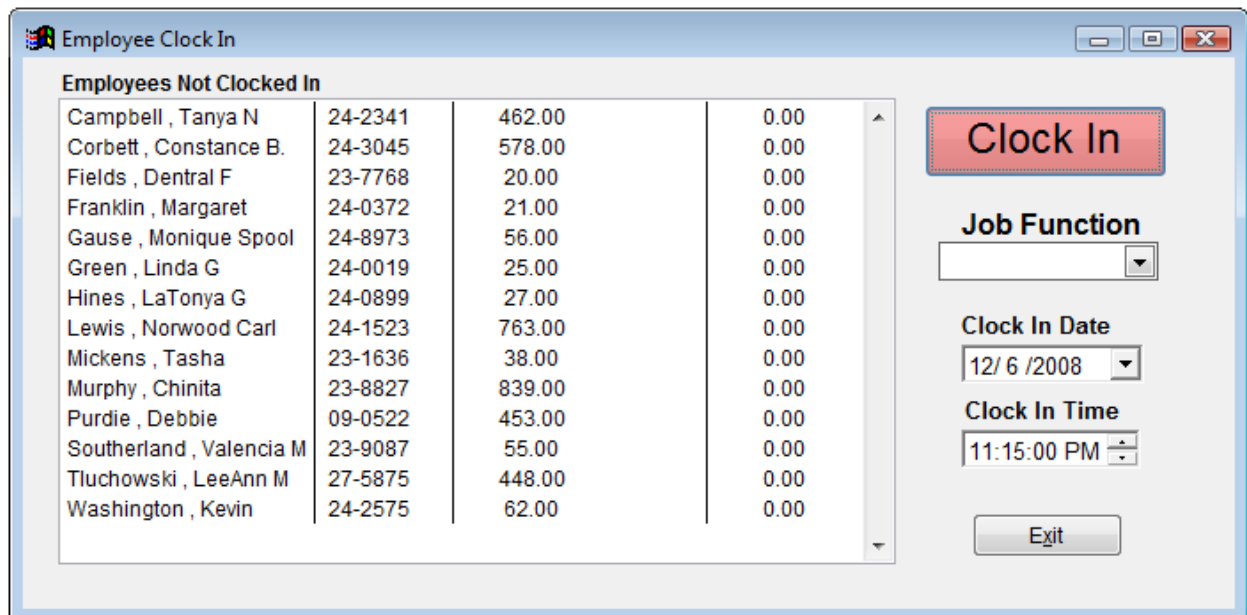 Employee Clock In
Employees Not Clocked In
Campbell , Tanya N 24-2341 462.00 0.00
Corbett , Constance B. 24-3045 578.00 0.00
Fields , Dentral F 23-7768 20.00 0.00
Franklin , Margaret 24-0372 21.00 0.00
Gause , Monique Spool 24-8973 56.00 0.00
Green , Linda G 24-0019 25.00 0.00
Hines , LaTonya G 24-0899 27.00 0.00
Lewis , Norwood Carl 24-1523 763.00 0.00
Mickens , Tasha 23-1636 38.00 0.00
Murphy , Chinita 23-8827 839.00 0.00
Purdie , Debbie 09-0522 453.00 0.00
Southerland , Valencia M 23-9087 55.00 0.00
Tluchowski , LeeAnn M 27-5875 448.00 0.00
Washington , Kevin 24-2575 62.00 0.00
Clock In
Job Function
Clock In Date
12/ 6 /2008
Clock In Time
11:15:00 PM
Exit